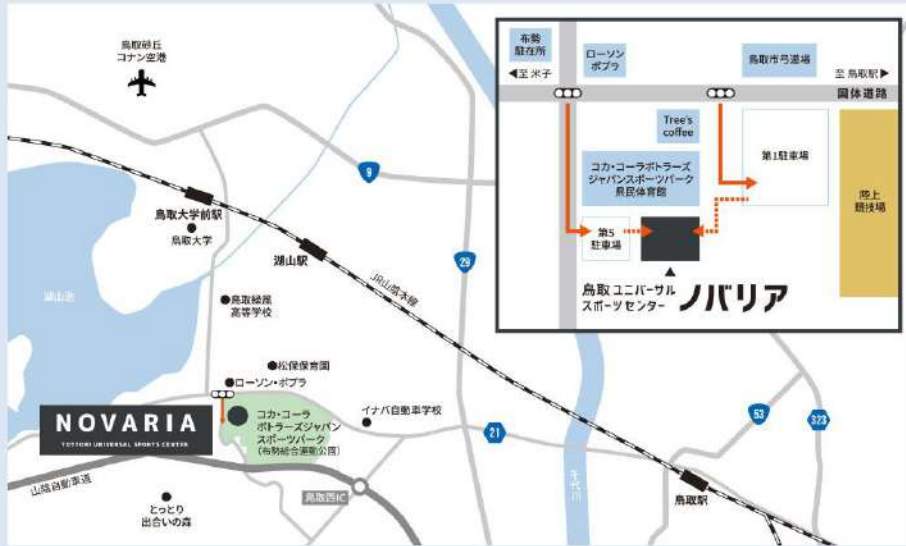 鳥取砂丘
コナン空港
9
鳥取大学前駅
鳥取大学
湖山駅
JR山陰本線
29
湖山池
鳥取緑風
高等学校
松保保育園
ローソン・ポプラ
NOVARIA
TOTTORI UNIVERSAL SPORTS CENTER
コカ・コーラ
ボトラーズジャパン
スポーツパーク
(布勢総合運動公園)
イナバ自動車学校
21
53
323
千代川
鳥取駅
山陰自動車道
鳥取西IC
とっとり
出合いの森
布勢
駐在所
ローソン
ポプラ
鳥取市弓道場
◀至 米子
至 鳥取駅▶
国体道路
Tree's
coffee
第1駐車場
コカ・コーラボトラーズ
ジャパンスポーツパーク
県民体育館
陸上
競技場
第5
駐車場
鳥取ユニバーサル
スポーツセンター
ノバリア